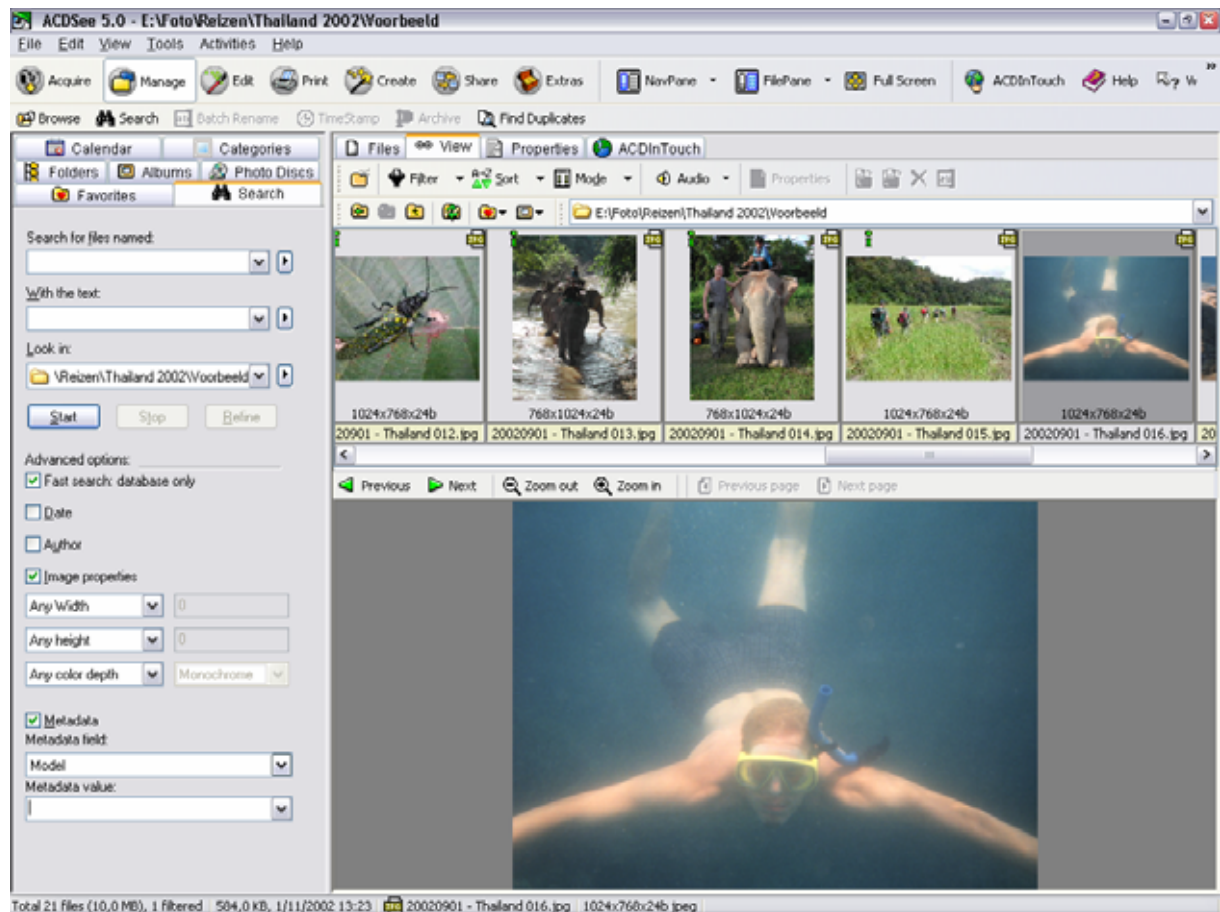 ACDSee 5.0 - E:\Foto\Reizen\Thailand 2002\Voorbeeld
File Edit View Tools Activities Help
Acquire Manage Edit Print Create Share Extras NavPane FilePane Full Screen ACDInTouch Help W
Browse Search Batch Rename TimeStamp Archive Find Duplicates
Calendar Categories
Folders Albums Photo Discs
Favorites Search
Search for files named:
With the text:
Look in:
\Reizen\Thailand 2002\Voorbeeld
Start Stop Refine
Advanced options:
Fast search: database only
Date
Author
Image properties
Any Width 0
Any height 0
Any color depth Monochrome
Metadata
Metadata field:
Model
Metadata value:
Files View Properties ACDInTouch
Filter Sort Mode Audio Properties
E:\Foto\Reizen\Thailand 2002\Voorbeeld
1024x768x24b 768x1024x24b 768x1024x24b 1024x768x24b 1024x768x24b
20901 - Thailand 012.jpg 20020901 - Thailand 013.jpg 20020901 - Thailand 014.jpg 20020901 - Thailand 015.jpg 20020901 - Thailand 016.jpg 20
Previous Next Zoom out Zoom in Previous page Next page
Total 21 files (10,0 MB), 1 filtered 584,0 KB, 1/11/2002 13:23 20020901 - Thailand 016.jpg 1024x768x24b jpeg